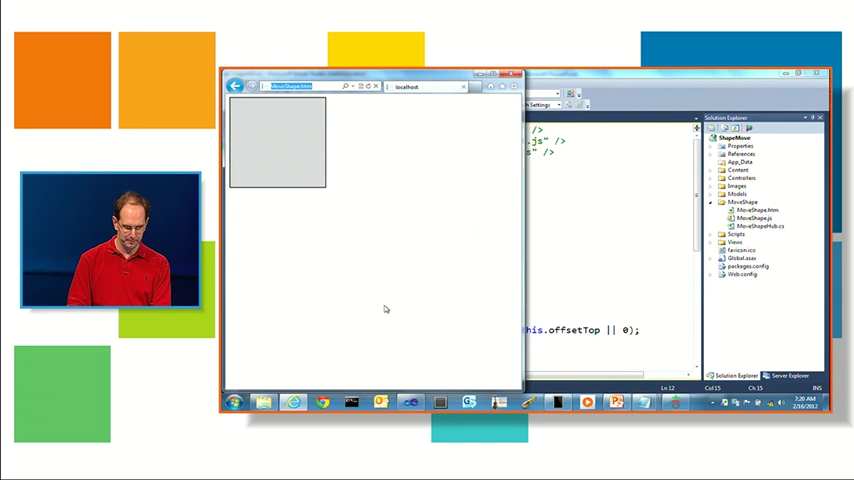 MoveShape.htm
localhost
h Settings
/>
.js" />
s" />
his.offsetTop || 0);
Solution Explorer
ShapeMove
Properties
References
App_Data
Content
Controllers
Images
Models
MoveShape
MoveShape.htm
MoveShape.js
MoveShapeHub.cs
Scripts
Views
favicon.ico
Global.asax
packages.config
Web.config
Solution Explorer
Server Explorer
Ln 12
Col 15
Ch 15
INS
7:20 AM
2/16/2012